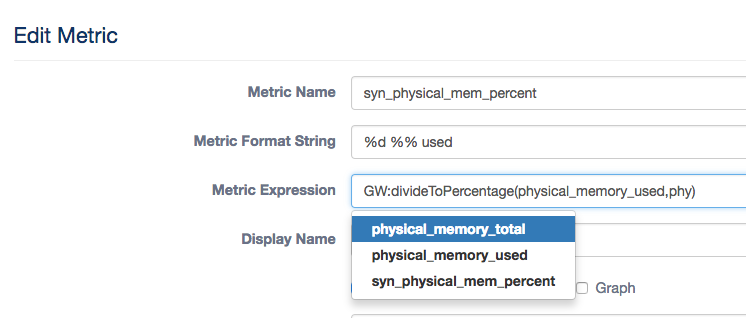 Edit Metric
Metric Name
syn_physical_mem_percent
Metric Format String
%d %% used
Metric Expression
GW:divideToPercentage(physical_memory_used,phy)
physical_memory_total
Display Name
physical_memory_used
syn_physical_mem_percent
Graph